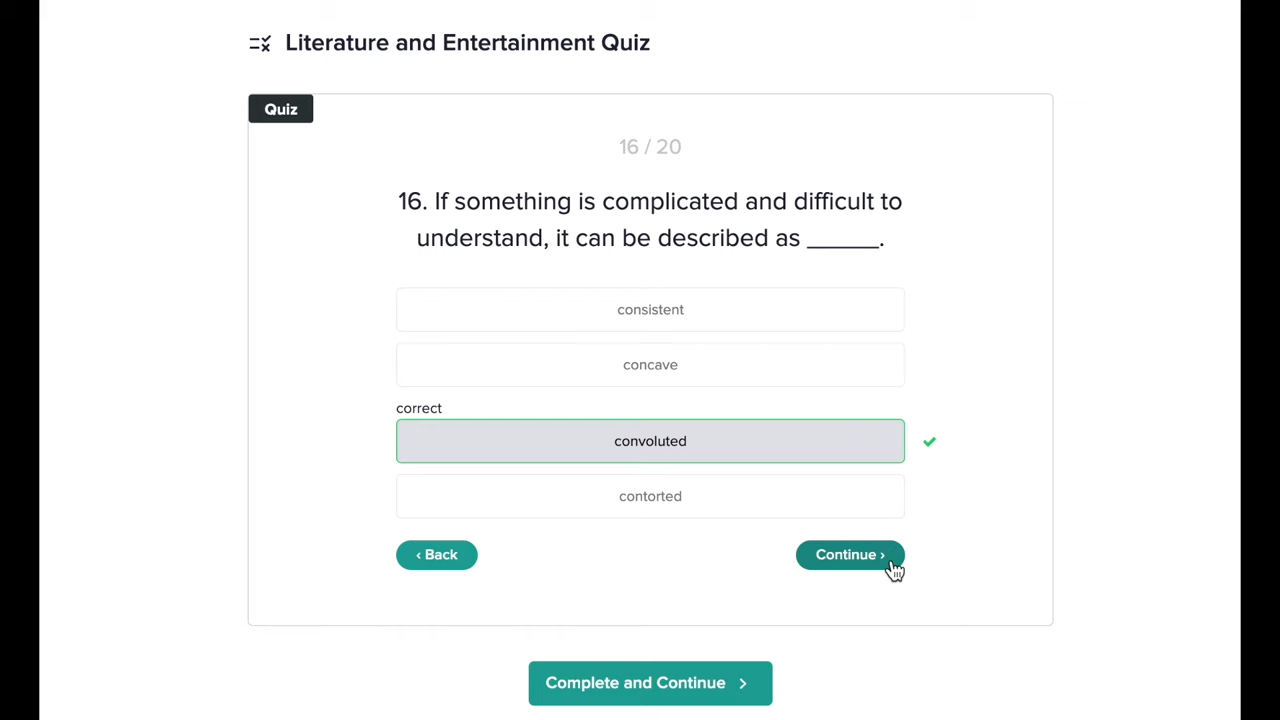 Literature and Entertainment Quiz
Quiz
16 / 20
16. If something is complicated and difficult to
understand, it can be described as ______.
consistent
concave
correct
convoluted
contorted
‹ Back
Continue ›
Complete and Continue >